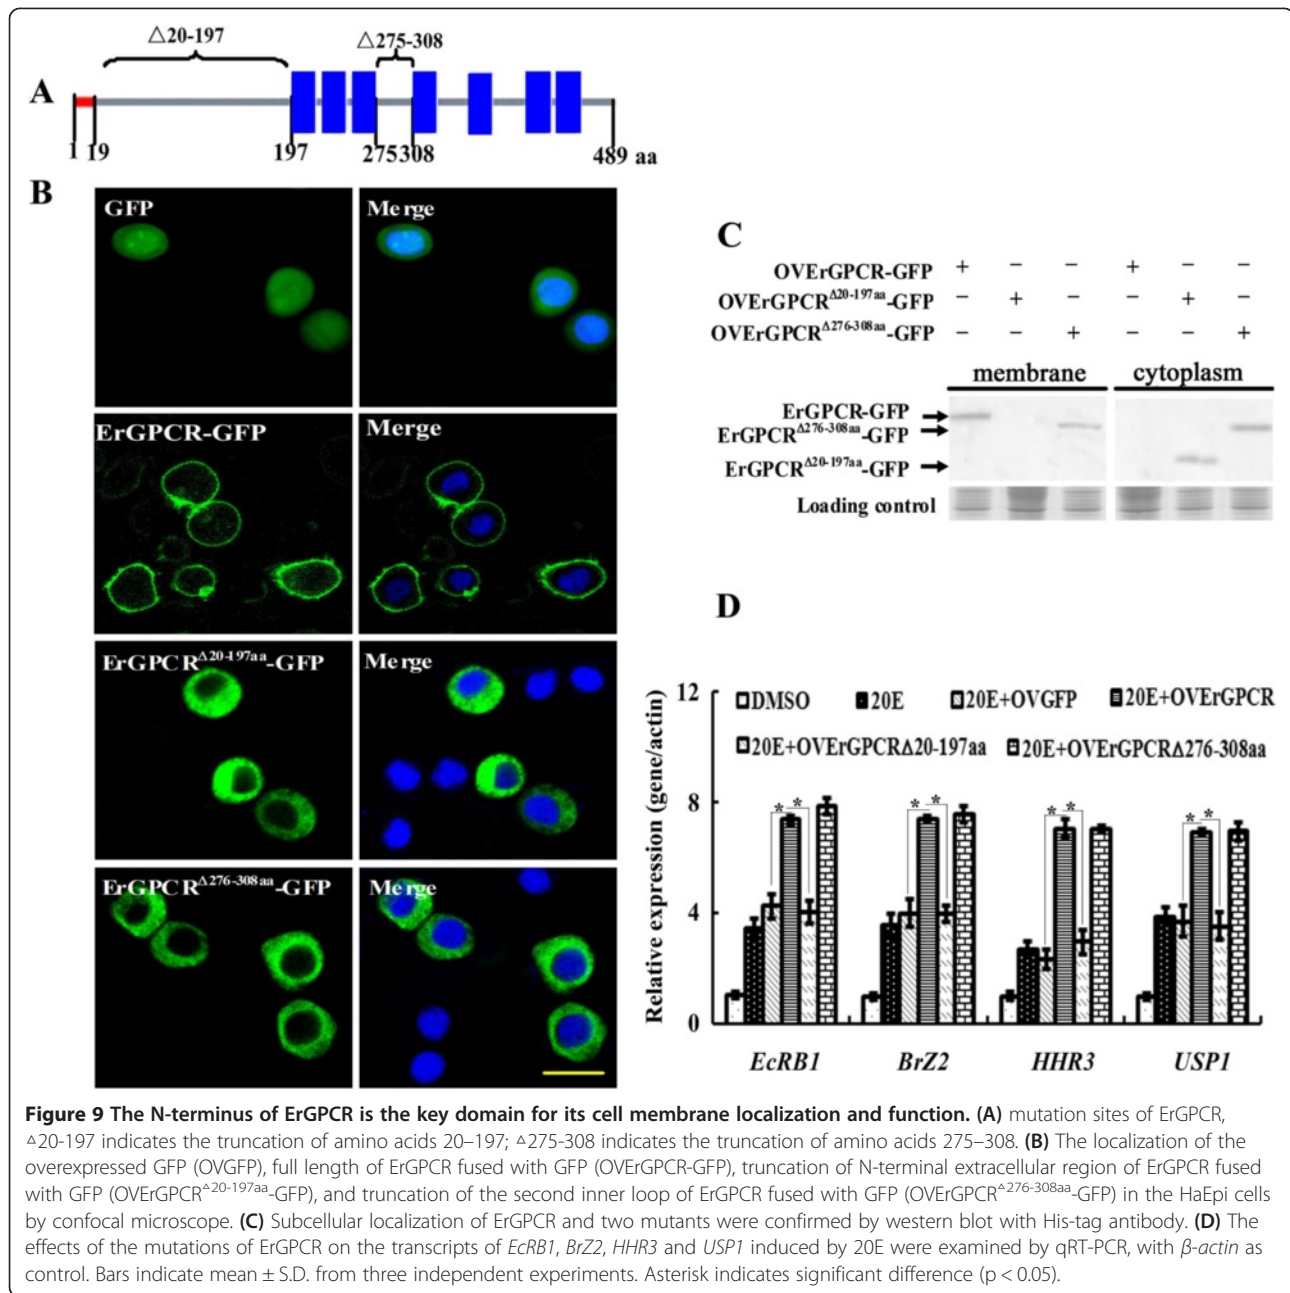 △20-197
△275-308
A
1 19 197 275308 489 aa
B
GFP
Merge
ErGPCR-GFP
Merge
ErGPCR△20-197aa-GFP
Merge
ErGPCR△276-308aa-GFP
Merge
C
OVErGPCR-GFP + − − + − −
OVErGPCR△20-197aa-GFP − + − − + −
OVErGPCR△276-308aa-GFP − − + − − +
membrane cytoplasm
ErGPCR-GFP
ErGPCR△276-308aa-GFP
ErGPCR△20-197aa-GFP
Loading control
D
Relative expression (gene/actin)
12
8
4
0
DMSO 20E 20E+OVGFP 20E+OVErGPCR
20E+OVErGPCRΔ20-197aa 20E+OVErGPCRΔ276-308aa
* * * * * * * *
EcRB1 BrZ2 HHR3 USP1
Figure 9 The N-terminus of ErGPCR is the key domain for its cell membrane localization and function. (A) mutation sites of ErGPCR,
△20-197 indicates the truncation of amino acids 20–197; △275-308 indicates the truncation of amino acids 275–308. (B) The localization of the
overexpressed GFP (OVGFP), full length of ErGPCR fused with GFP (OVErGPCR-GFP), truncation of N-terminal extracellular region of ErGPCR fused
with GFP (OVErGPCR△20-197aa-GFP), and truncation of the second inner loop of ErGPCR fused with GFP (OVErGPCR△276-308aa-GFP) in the HaEpi cells
by confocal microscope. (C) Subcellular localization of ErGPCR and two mutants were confirmed by western blot with His-tag antibody. (D) The
effects of the mutations of ErGPCR on the transcripts of EcRB1, BrZ2, HHR3 and USP1 induced by 20E were examined by qRT-PCR, with β-actin as
control. Bars indicate mean ± S.D. from three independent experiments. Asterisk indicates significant difference (p < 0.05).